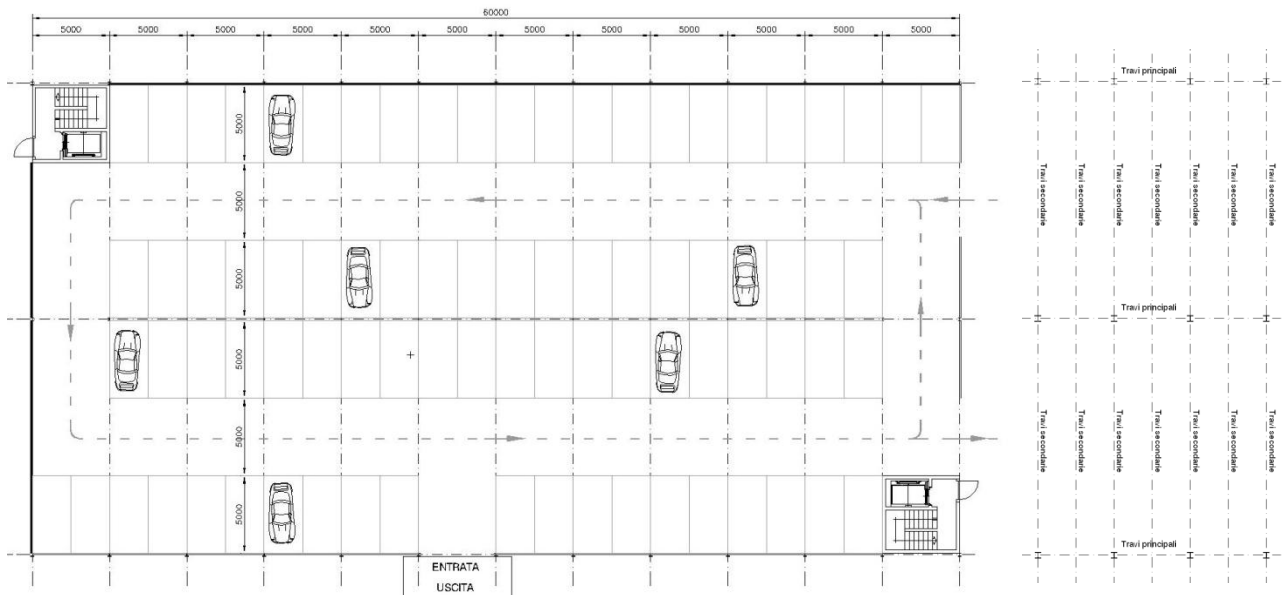 60000
5000 5000 5000 5000 5000 5000 5000 5000 5000 5000 5000 5000
5000
5000
5000
5000
5000
5000
ENTRATA
USCITA
Travi principali
Travi secondarie Travi secondarie Travi secondarie Travi secondarie Travi secondarie Travi secondarie Travi secondarie
Travi principali
Travi secondarie Travi secondarie Travi secondarie Travi secondarie Travi secondarie Travi secondarie Travi secondarie
Travi principali